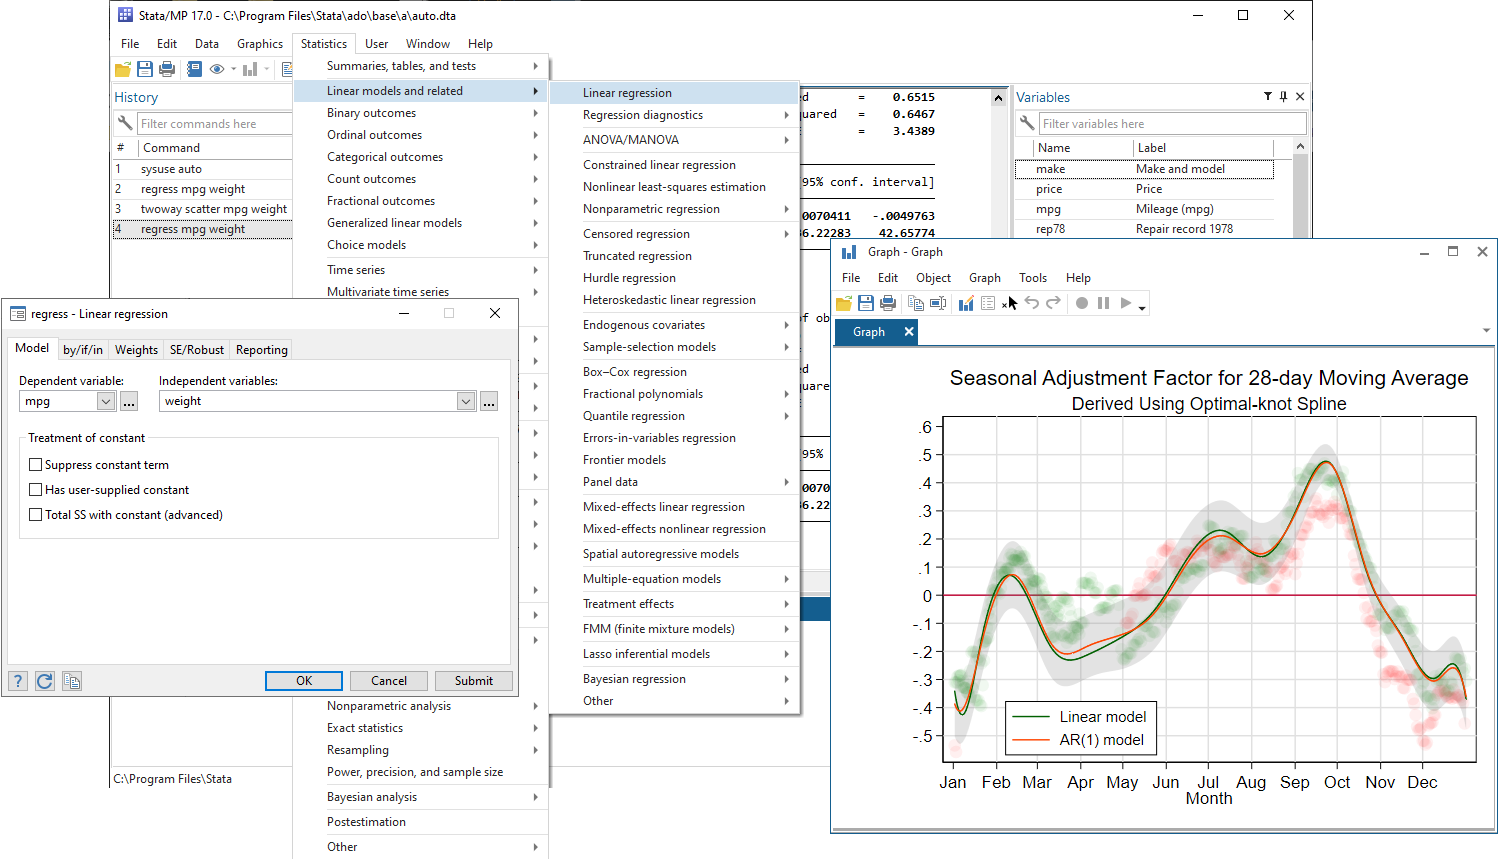 Stata/MP 17.0 - C:\Program Files\Stata\ado\base\a\auto.dta
File Edit Data Graphics Statistics User Window Help
History
Filter commands here
# Command
1 sysuse auto
2 regress mpg weight
3 twoway scatter mpg weight
4 regress mpg weight
Summaries, tables, and tests
Linear models and related
Binary outcomes
Ordinal outcomes
Categorical outcomes
Count outcomes
Fractional outcomes
Generalized linear models
Choice models
Time series
Multivariate time series
Nonparametric analysis
Exact statistics
Resampling
Power, precision, and sample size
Bayesian analysis
Postestimation
Other
Linear regression
Regression diagnostics
ANOVA/MANOVA
Constrained linear regression
Nonlinear least-squares estimation
Nonparametric regression
Censored regression
Truncated regression
Hurdle regression
Heteroskedastic linear regression
Endogenous covariates
Sample-selection models
Box–Cox regression
Fractional polynomials
Quantile regression
Errors-in-variables regression
Frontier models
Panel data
Mixed-effects linear regression
Mixed-effects nonlinear regression
Spatial autoregressive models
Multiple-equation models
Treatment effects
FMM (finite mixture models)
Lasso inferential models
Bayesian regression
Other
ed = 0.6515
quared = 0.6467
= 3.4389
95% conf. interval]
0070411 -.0049763
36.22283 42.65774
of ob
ed
quared
95%
0070
36.22
Variables
Filter variables here
Name Label
make Make and model
price Price
mpg Mileage (mpg)
rep78 Repair record 1978
regress - Linear regression
Model by/if/in Weights SE/Robust Reporting
Dependent variable: Independent variables:
mpg ... weight ...
Treatment of constant
Suppress constant term
Has user-supplied constant
Total SS with constant (advanced)
? OK Cancel Submit
C:\Program Files\Stata
Graph - Graph
File Edit Object Graph Tools Help
Graph
Seasonal Adjustment Factor for 28-day Moving Average
Derived Using Optimal-knot Spline
.6
.5
.4
.3
.2
.1
0
-.1
-.2
-.3
-.4
-.5
Linear model
AR(1) model
Jan Feb Mar Apr May Jun Jul Aug Sep Oct Nov Dec
Month